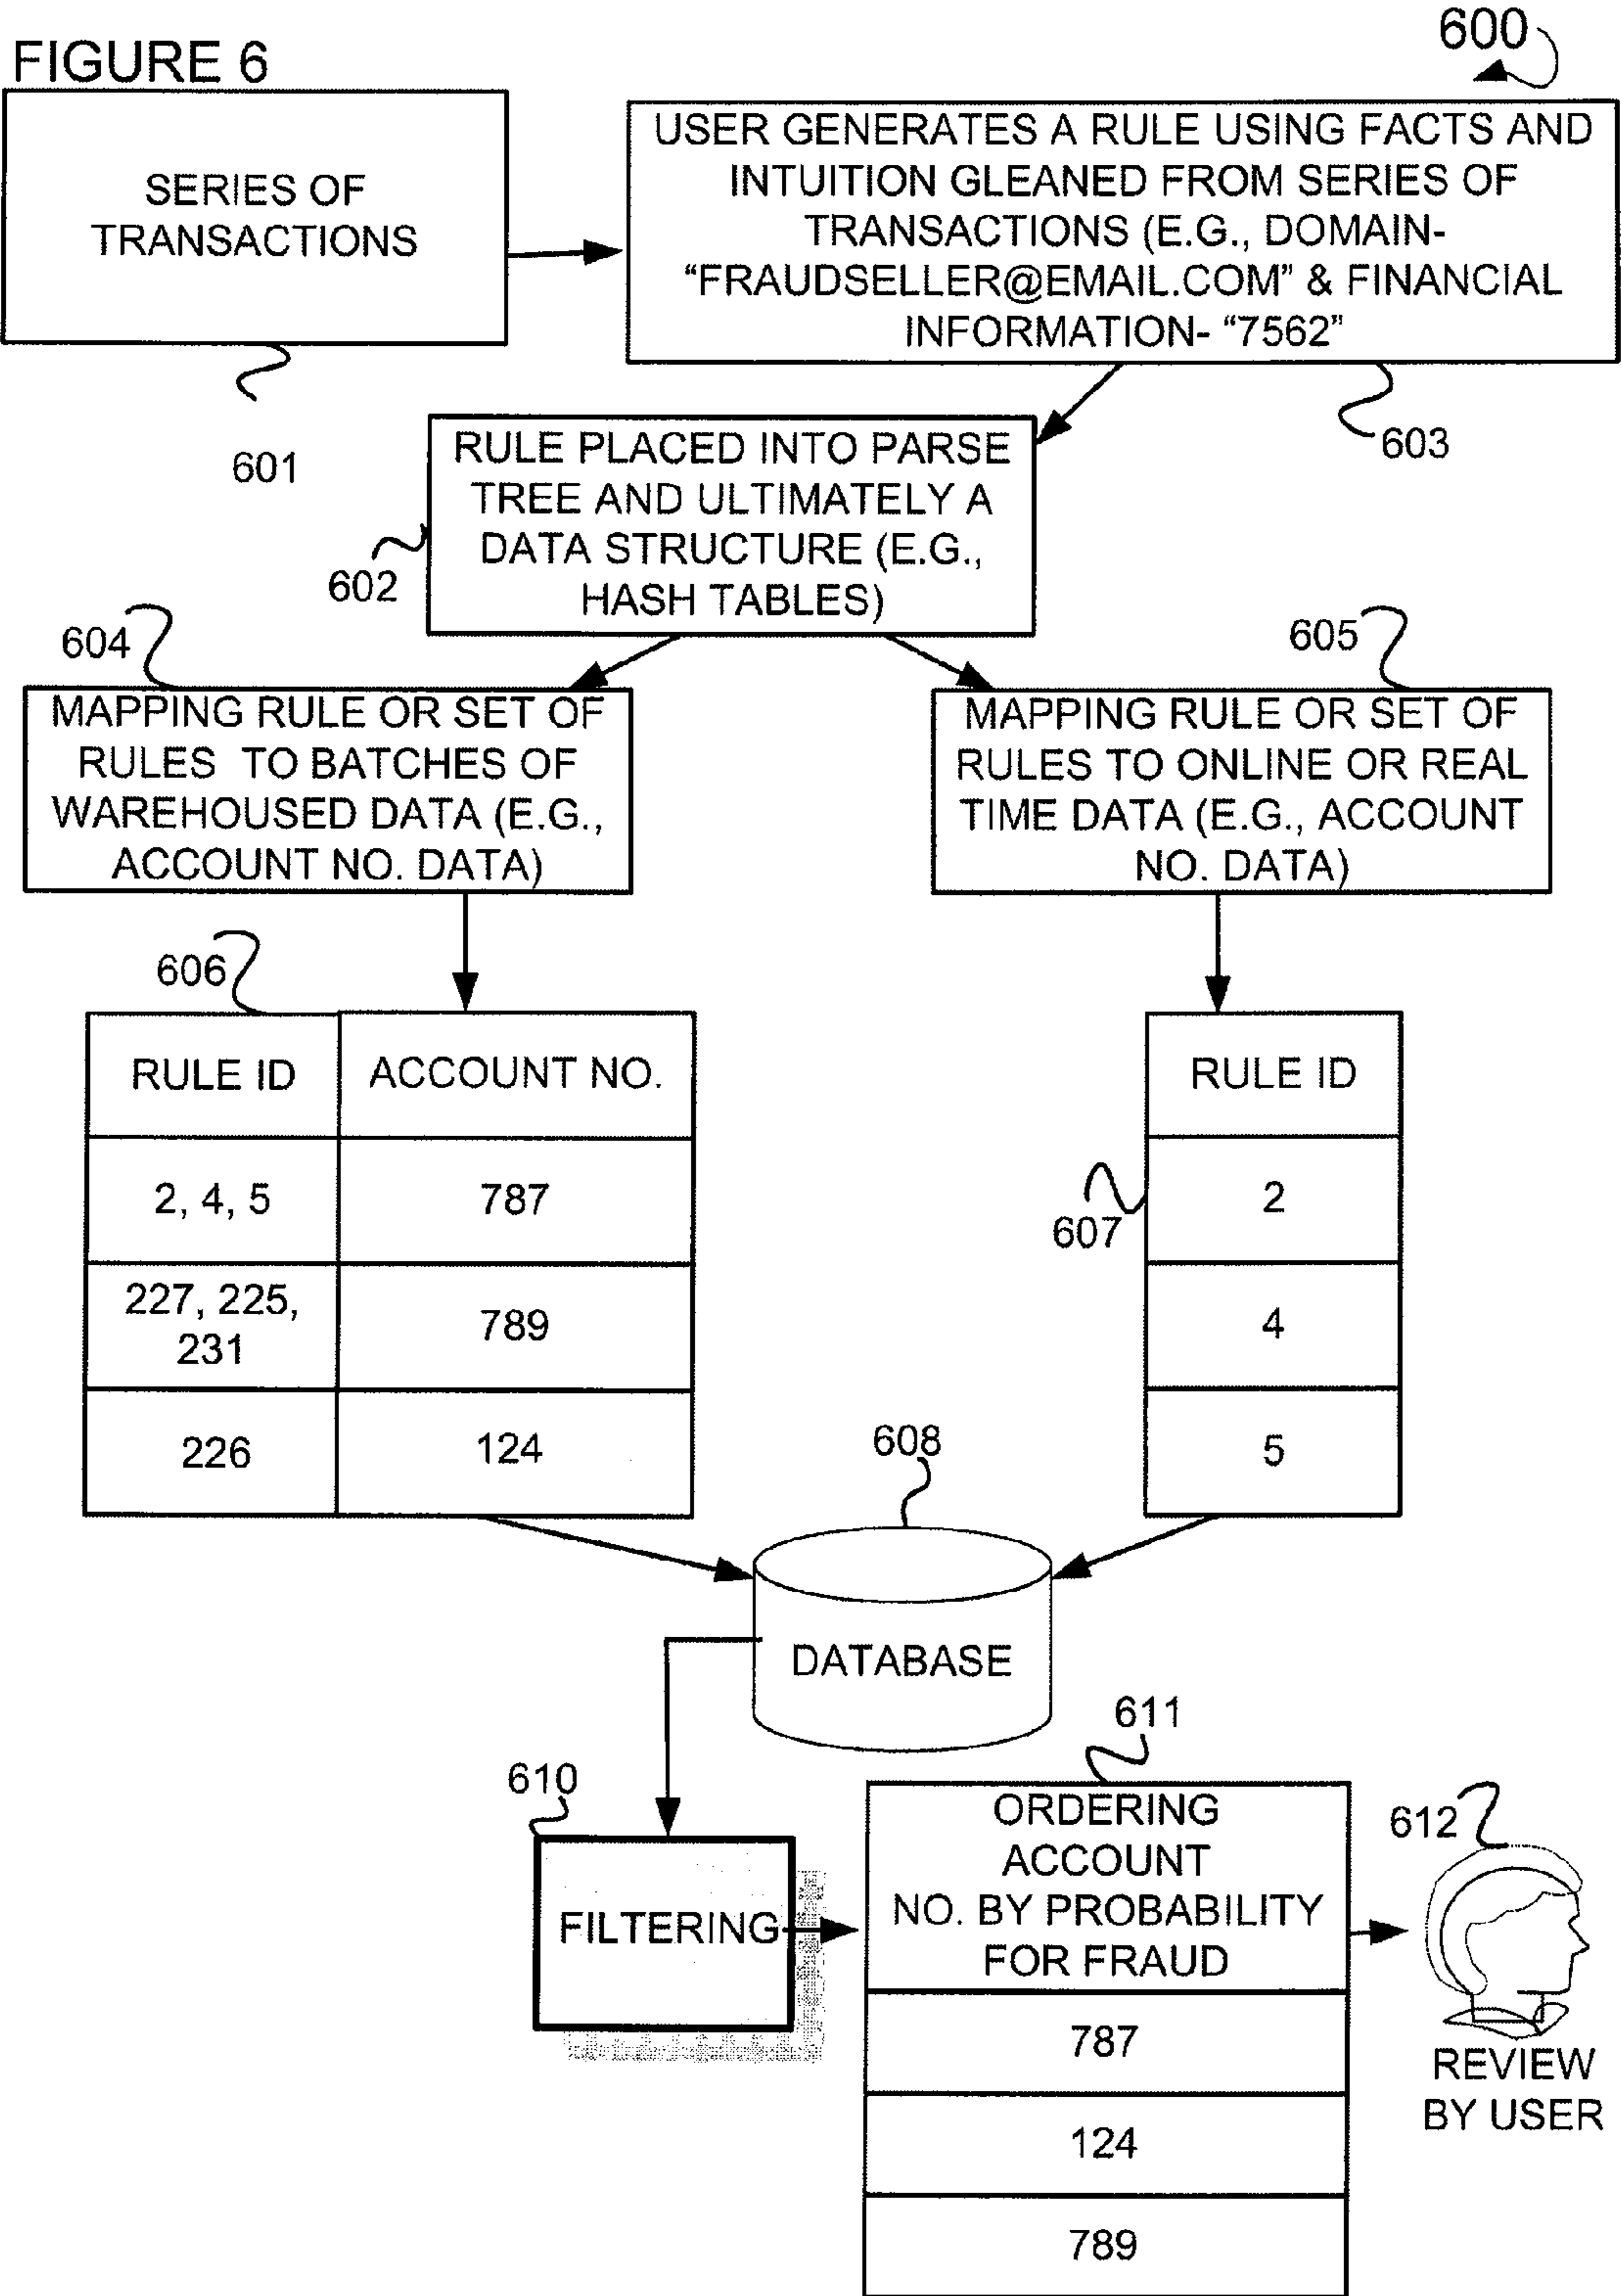 FIGURE 6
600
SERIES OF
TRANSACTIONS
601
USER GENERATES A RULE USING FACTS AND
INTUITION GLEANED FROM SERIES OF
TRANSACTIONS (E.G., DOMAIN-
“FRAUDSELLER@EMAIL.COM” & FINANCIAL
INFORMATION- “7562”
603
RULE PLACED INTO PARSE
TREE AND ULTIMATELY A
DATA STRUCTURE (E.G.,
HASH TABLES)
602
604
MAPPING RULE OR SET OF
RULES TO BATCHES OF
WAREHOUSED DATA (E.G.,
ACCOUNT NO. DATA)
605
MAPPING RULE OR SET OF
RULES TO ONLINE OR REAL
TIME DATA (E.G., ACCOUNT
NO. DATA)
606
RULE ID ACCOUNT NO.
2, 4, 5 787
227, 225,
231 789
226 124
RULE ID
607
2
4
5
608
DATABASE
610
FILTERING
611
ORDERING
ACCOUNT
NO. BY PROBABILITY
FOR FRAUD
787
124
789
612
REVIEW
BY USER